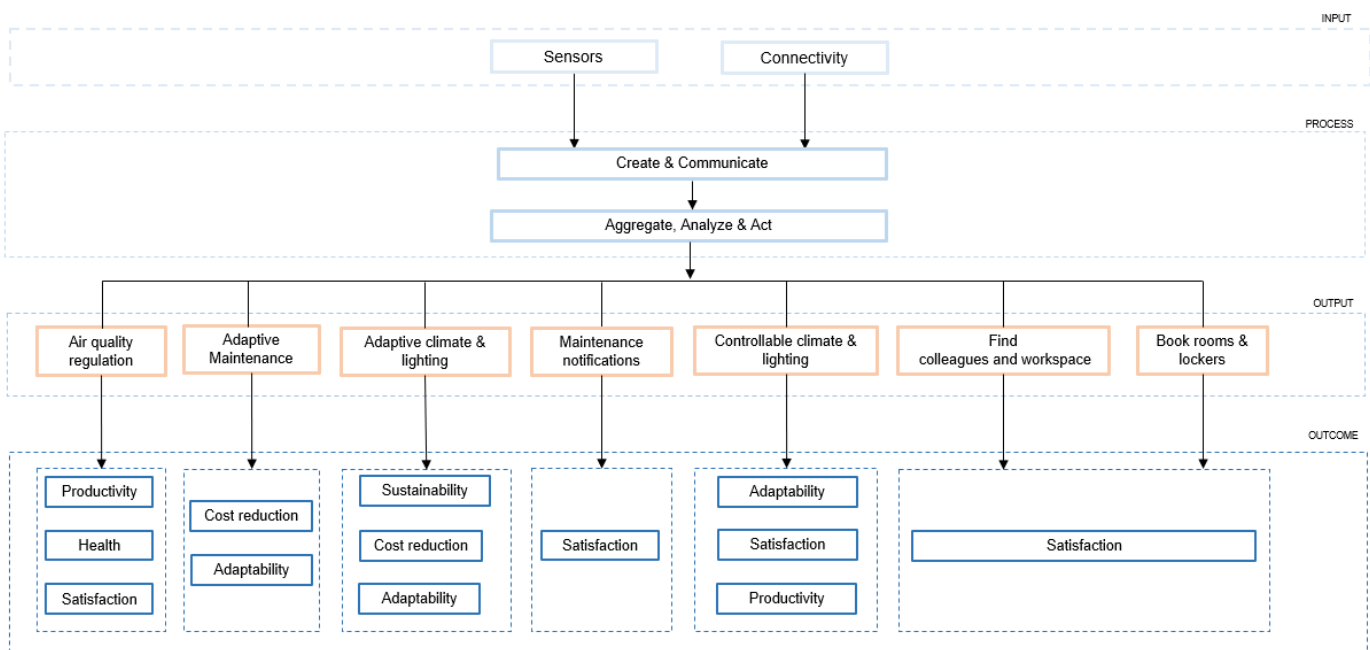 INPUT
Sensors
Connectivity
PROCESS
Create & Communicate
Aggregate, Analyze & Act
OUTPUT
Air quality
regulation
Adaptive
Maintenance
Adaptive climate &
lighting
Maintenance
notifications
Controllable climate &
lighting
Find
colleagues and workspace
Book rooms &
lockers
OUTCOME
Productivity
Health
Satisfaction
Cost reduction
Adaptability
Sustainability
Cost reduction
Adaptability
Satisfaction
Adaptability
Satisfaction
Productivity
Satisfaction